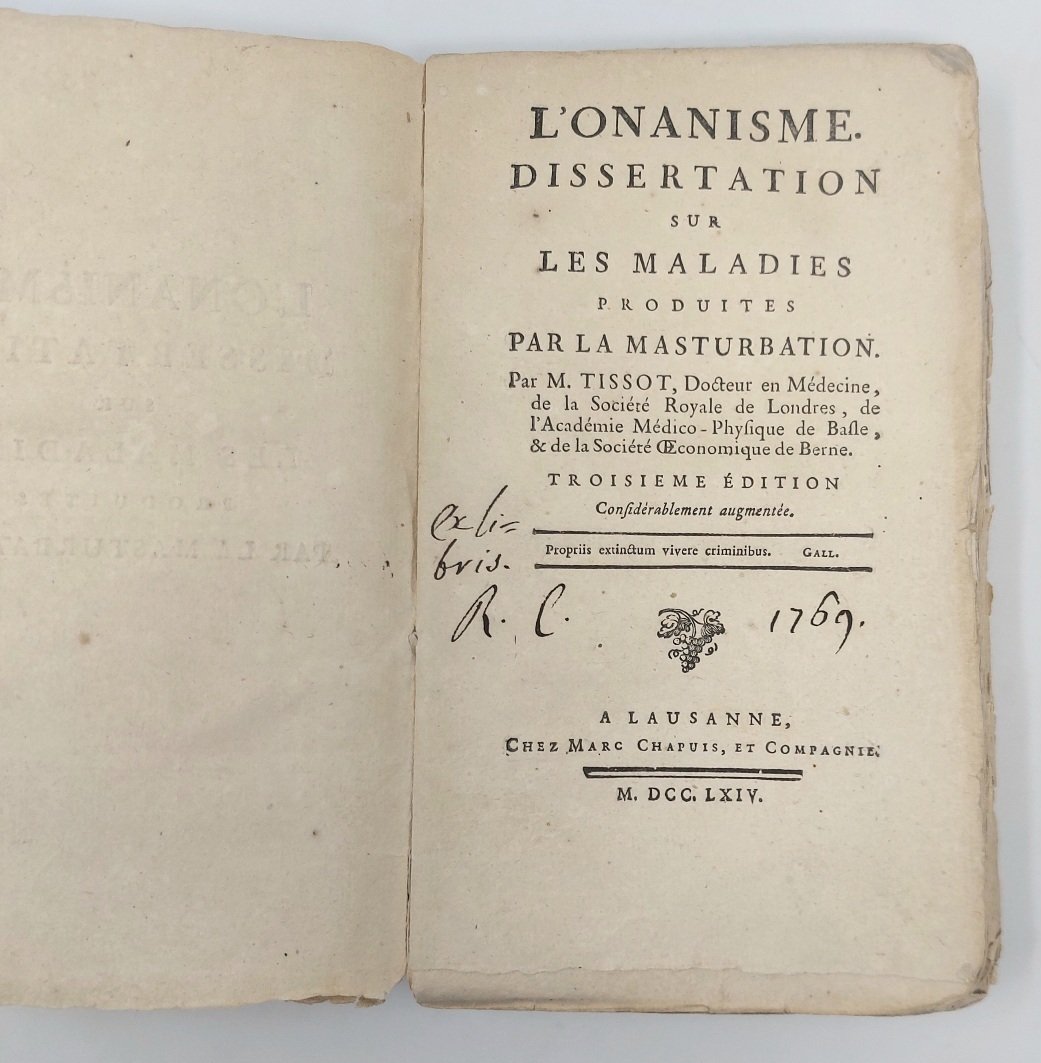 L'ONANISME.
DISSERTATION
SUR
LES MALADIES
PRODUITES
PAR LA MASTURBATION.
Par M. TISSOT, Docteur en Médecine,
de la Société Royale de Londres, de
l'Académie Médico-Phyſique de Baſle,
& de la Société Œconomique de Berne.
TROISIEME ÉDITION
Conſidérablement augmentée.
ex li=
bris.
Propriis extinctum vivere criminibus. GALL.
R. C. 1769.
A LAUSANNE,
CHEZ MARC CHAPUIS, ET COMPAGNIE.
M. DCC. LXIV.